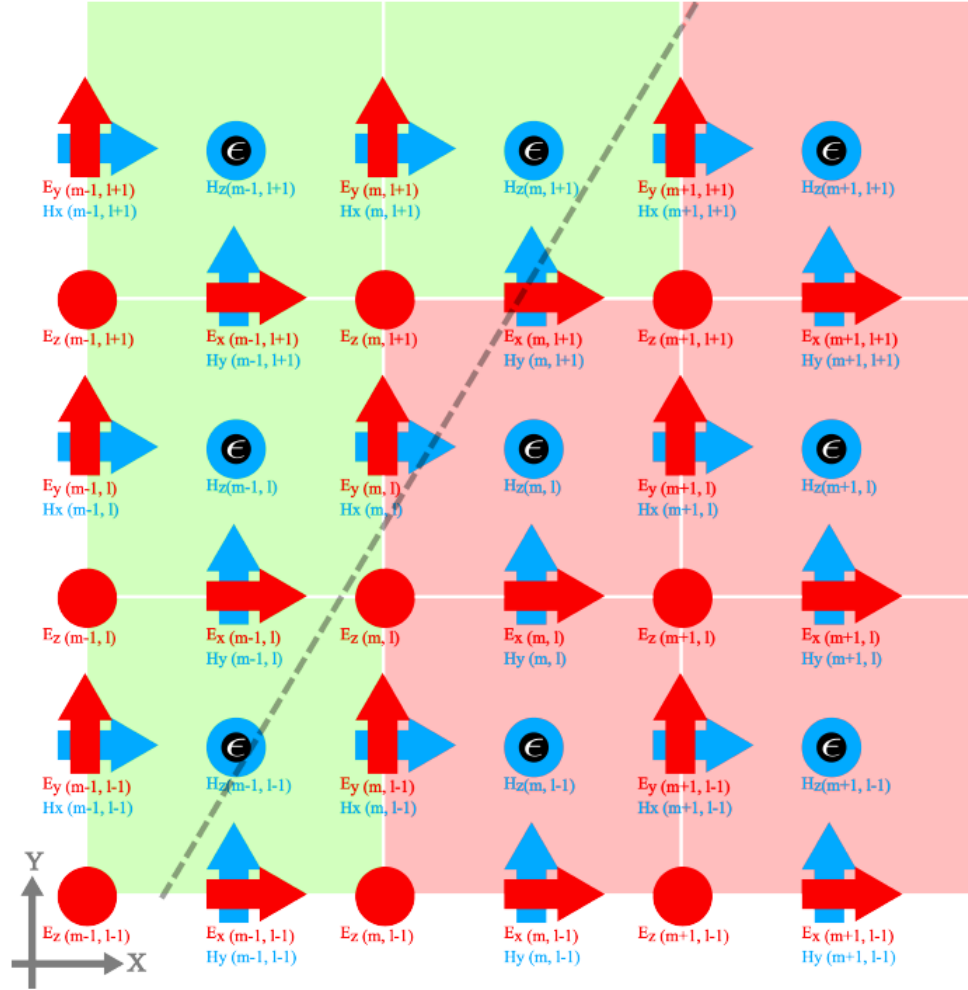 ϵ ϵ ϵ
Ey (m-1, l+1) Hz(m-1, l+1) Ey (m, l+1) Hz(m, l+1) Ey (m+1, l+1) Hz(m+1, l+1)
Hx (m-1, l+1) Hx (m, l+1) Hx (m+1, l+1)
Ez (m-1, l+1) Ex (m-1, l+1) Ez (m, l+1) Ex (m, l+1) Ez (m+1, l+1) Ex (m+1, l+1)
Hy (m-1, l+1) Hy (m, l+1) Hy (m+1, l+1)
ϵ ϵ ϵ
Ey (m-1, l) Hz(m-1, l) Ey (m, l) Hz(m, l) Ey (m+1, l) Hz(m+1, l)
Hx (m-1, l) Hx (m, l) Hx (m+1, l)
Ez (m-1, l) Ex (m-1, l) Ez (m, l) Ex (m, l) Ez (m+1, l) Ex (m+1, l)
Hy (m-1, l) Hy (m, l) Hy (m+1, l)
ϵ ϵ ϵ
Ey (m-1, l-1) Hz(m-1, l-1) Ey (m, l-1) Hz(m, l-1) Ey (m+1, l-1) Hz(m+1, l-1)
Hx (m-1, l-1) Hx (m, l-1) Hx (m+1, l-1)
Y
Ez (m-1, l-1) Ex (m-1, l-1) Ez (m, l-1) Ex (m, l-1) Ez (m+1, l-1) Ex (m+1, l-1)
Hy (m-1, l-1) Hy (m, l-1) Hy (m+1, l-1)
X